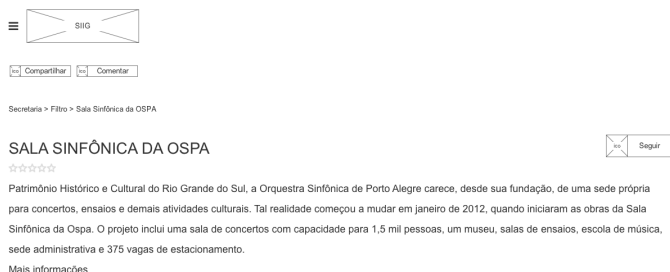 SIIG
ico Compartilhar ico Comentar
Secretaria > Filtro > Sala Sinfônica da OSPA
SALA SINFÔNICA DA OSPA
ico Seguir
Patrimônio Histórico e Cultural do Rio Grande do Sul, a Orquestra Sinfônica de Porto Alegre carece, desde sua fundação, de uma sede própria
para concertos, ensaios e demais atividades culturais. Tal realidade começou a mudar em janeiro de 2012, quando iniciaram as obras da Sala
Sinfônica da Ospa. O projeto inclui uma sala de concertos com capacidade para 1,5 mil pessoas, um museu, salas de ensaios, escola de música,
sede administrativa e 375 vagas de estacionamento.
Mais informações